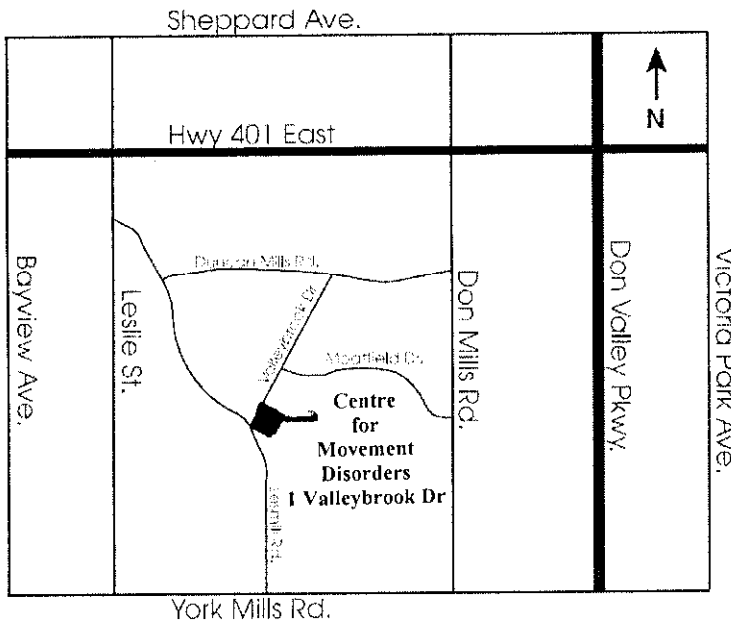 Sheppard Ave.
N
Hwy 401 East
Bayview Ave.
Leslie St.
Duncan Mills Rd.
Valleybrook Dr
Moatfield Dr.
Don Mills Rd.
Don Valley Pkwy.
Victoria Park Ave.
Centre
for
Movement
Disorders
1 Valleybrook Dr
Lesmill Rd.
York Mills Rd.